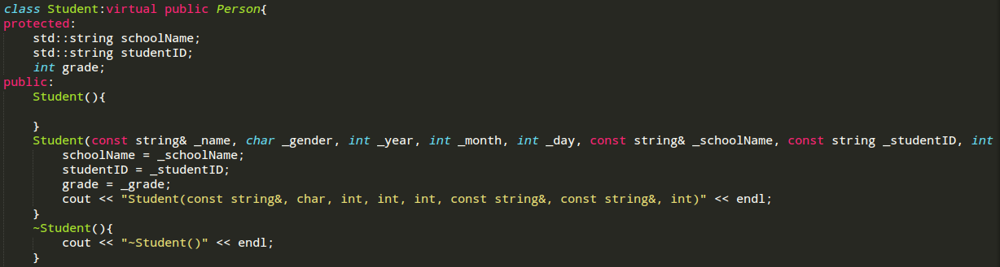 class Student:virtual public Person{
protected:
    std::string schoolName;
    std::string studentID;
    int grade;
public:
    Student(){

    }
    Student(const string& _name, char _gender, int _year, int _month, int _day, const string& _schoolName, const string _studentID, int
        schoolName = _schoolName;
        studentID = _studentID;
        grade = _grade;
        cout << "Student(const string&, char, int, int, int, const string&, const string&, int)" << endl;
    }
    ~Student(){
        cout << "~Student()" << endl;
    }